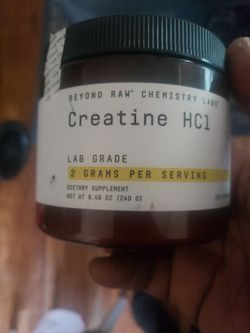 BEYOND RAW® CHEMISTRY LABS
Creatine HCl
LAB GRADE
2 GRAMS PER SERVING
DIETARY SUPPLEMENT
NET WT 8.46 OZ (240 G)